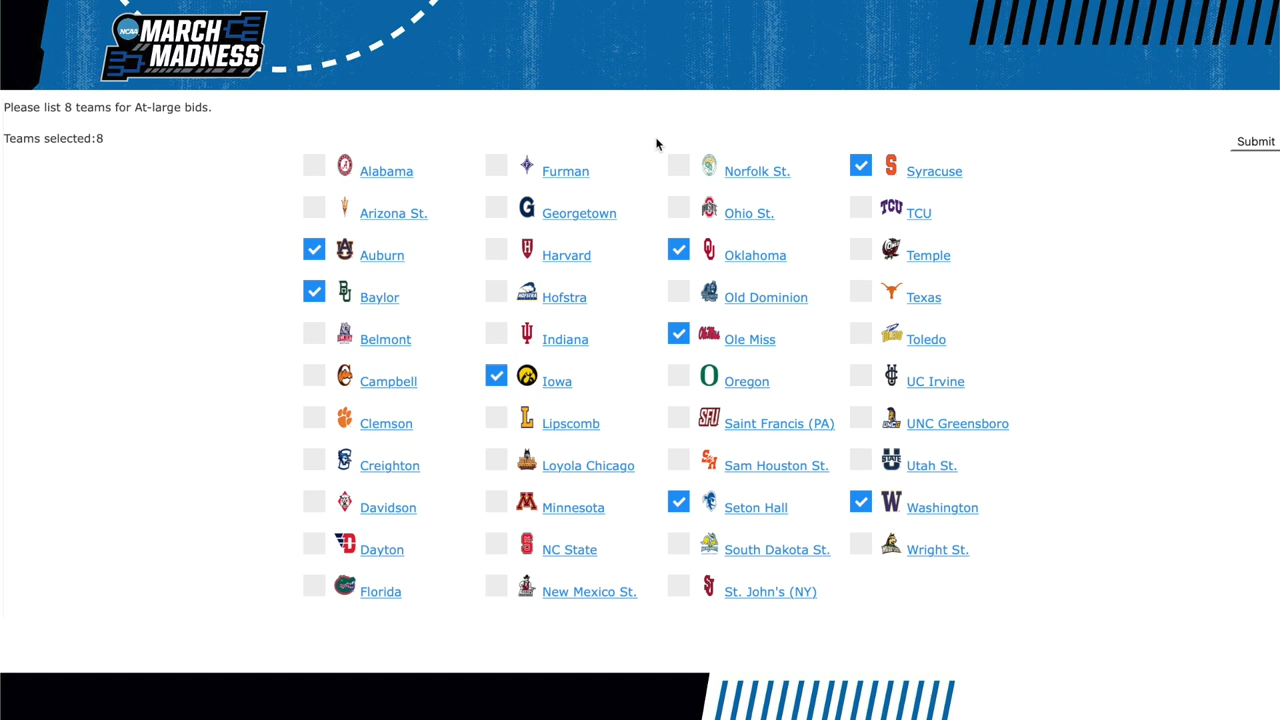 NCAA
MARCH
MADNESS
Please list 8 teams for At-large bids.
Teams selected:8
Submit
Alabama
Arizona St.
Auburn
Baylor
Belmont
Campbell
Clemson
Creighton
Davidson
Dayton
Florida
Furman
Georgetown
Harvard
Hofstra
Indiana
Iowa
Lipscomb
Loyola Chicago
Minnesota
NC State
New Mexico St.
Norfolk St.
Ohio St.
Oklahoma
Old Dominion
Ole Miss
Oregon
Saint Francis (PA)
Sam Houston St.
Seton Hall
South Dakota St.
St. John's (NY)
Syracuse
TCU
TCU
Temple
Texas
Toledo
UC Irvine
UNC Greensboro
Utah St.
Washington
Wright St.